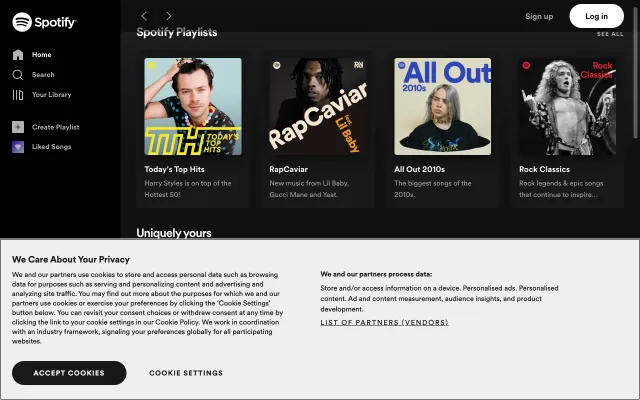 Spotify
Home
Search
Your Library
Create Playlist
Liked Songs
Sign up
Log in
Spotify Playlists
SEE ALL
TTH TODAY'S
TOP
HITS
Today's Top Hits
Harry Styles is on top of the
Hottest 50!
RapCaviar
feat.
Lil Baby
RapCaviar
New music from Lil Baby,
Gucci Mane and Yeat.
All Out
2010s
All Out 2010s
The biggest songs of the
2010s.
Rock
Classics
Rock Classics
Rock legends & epic songs
that continue to inspire...
Uniquely yours
We Care About Your Privacy
We and our partners use cookies to store and access personal data such as browsing
data for purposes such as serving and personalizing content and advertising and
analyzing site traffic. You may find out more about the purposes for which we and our
partners use cookies or exercise your preferences by clicking the 'Cookie Settings'
button below. You can revisit your consent choices or withdraw consent at any time by
clicking the link to your cookie settings in our Cookie Policy. We work in coordination
with an industry framework, signaling your preferences globally for all participating
websites.
ACCEPT COOKIES
COOKIE SETTINGS
We and our partners process data:
Store and/or access information on a device. Personalised ads. Personalised
content. Ad and content measurement, audience insights, and product
development.
LIST OF PARTNERS (VENDORS)